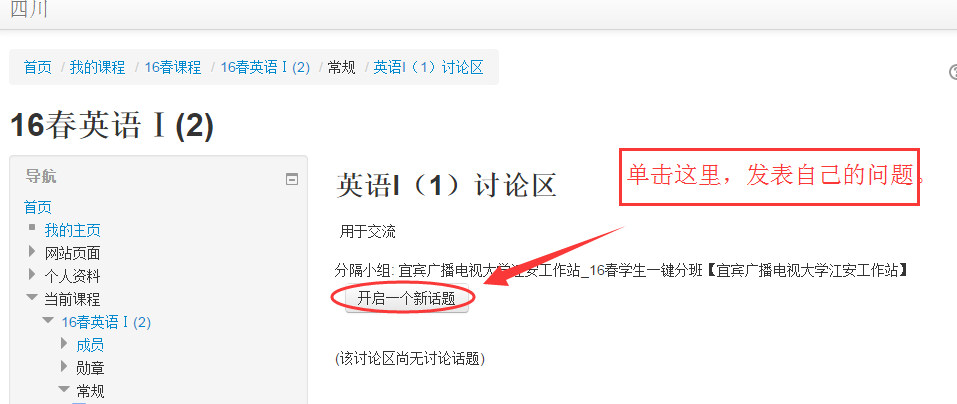 四川
首页 / 我的课程 / 16春课程 / 16春英语Ⅰ(2) / 常规 / 英语I（1）讨论区
16春英语Ⅰ(2)
导航
首页
我的主页
网站页面
个人资料
当前课程
16春英语Ⅰ(2)
成员
勋章
常规
英语I（1）讨论区
单击这里，发表自己的问题。
用于交流
分隔小组: 宜宾广播电视大学江安工作站_16春学生一键分班【宜宾广播电视大学江安工作站】
开启一个新话题
(该讨论区尚无讨论话题)